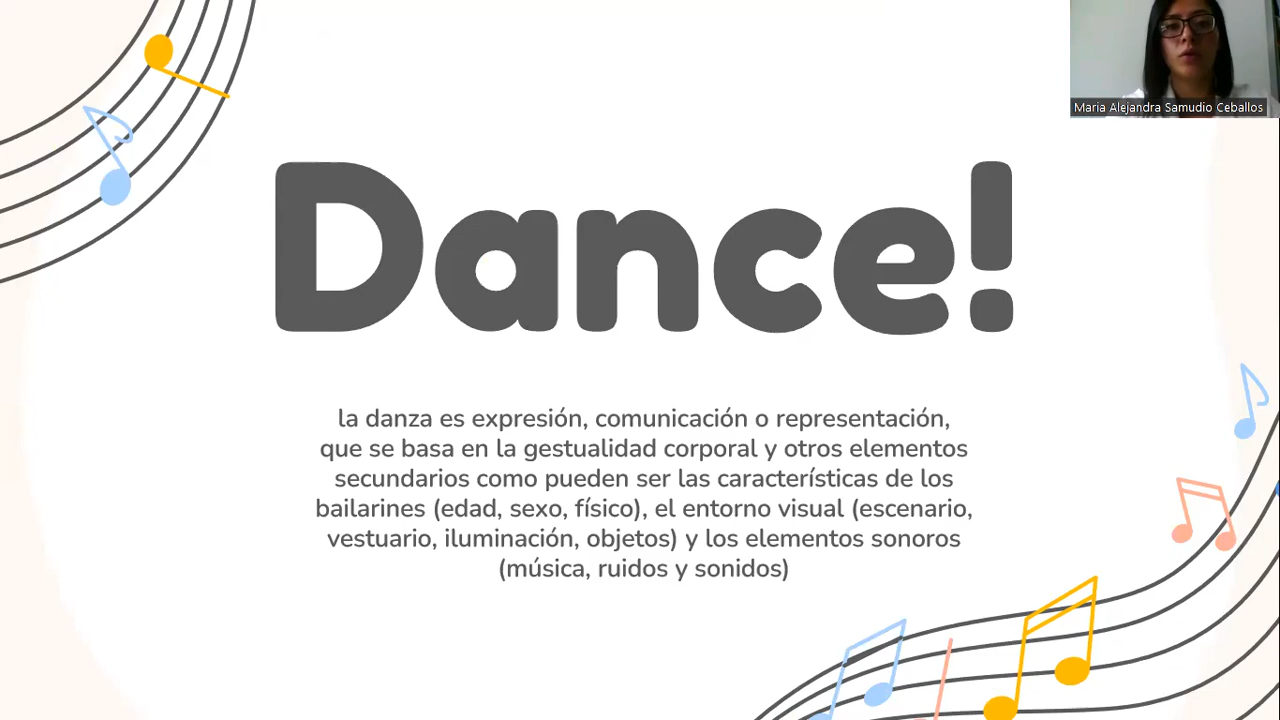 Maria Alejandra Samudio Ceballos
Dance!
la danza es expresión, comunicación o representación,
que se basa en la gestualidad corporal y otros elementos
secundarios como pueden ser las características de los
bailarines (edad, sexo, físico), el entorno visual (escenario,
vestuario, iluminación, objetos) y los elementos sonoros
(música, ruidos y sonidos)